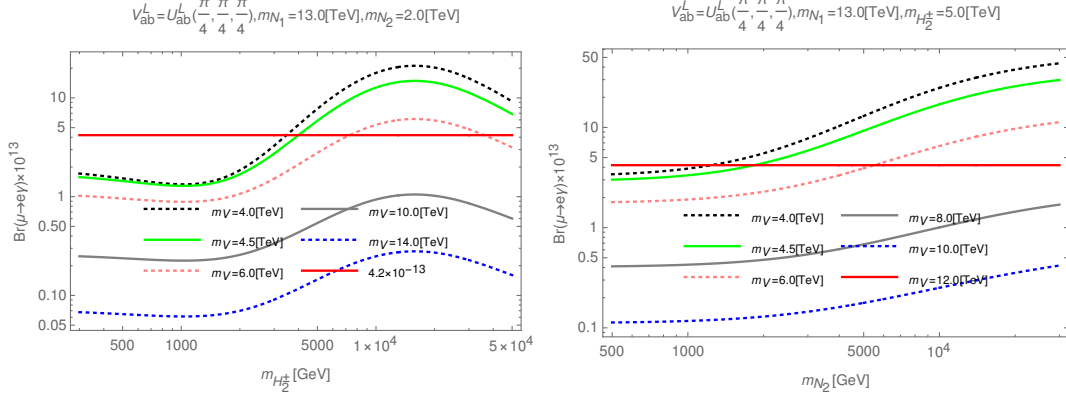 V^L_ab=U^L_ab(π/4,π/4,π/4),m_N1=13.0[TeV],m_N2=2.0[TeV]
Br(μ→eγ)×10^13
10
5
1
0.50
0.10
0.05
m_V=4.0[TeV] m_V=10.0[TeV]
m_V=4.5[TeV] m_V=14.0[TeV]
m_V=6.0[TeV] 4.2×10^-13
500 1000 5000 1×10^4 5×10^4
m_H2±[GeV]
V^L_ab=U^L_ab(π/4,π/4,π/4),m_N1=13.0[TeV],m_H2±=5.0[TeV]
Br(μ→eγ)×10^13
50
10
5
1
0.5
0.1
m_V=4.0[TeV] m_V=8.0[TeV]
m_V=4.5[TeV] m_V=10.0[TeV]
m_V=6.0[TeV] m_V=12.0[TeV]
500 1000 5000 10^4
m_N2[GeV]